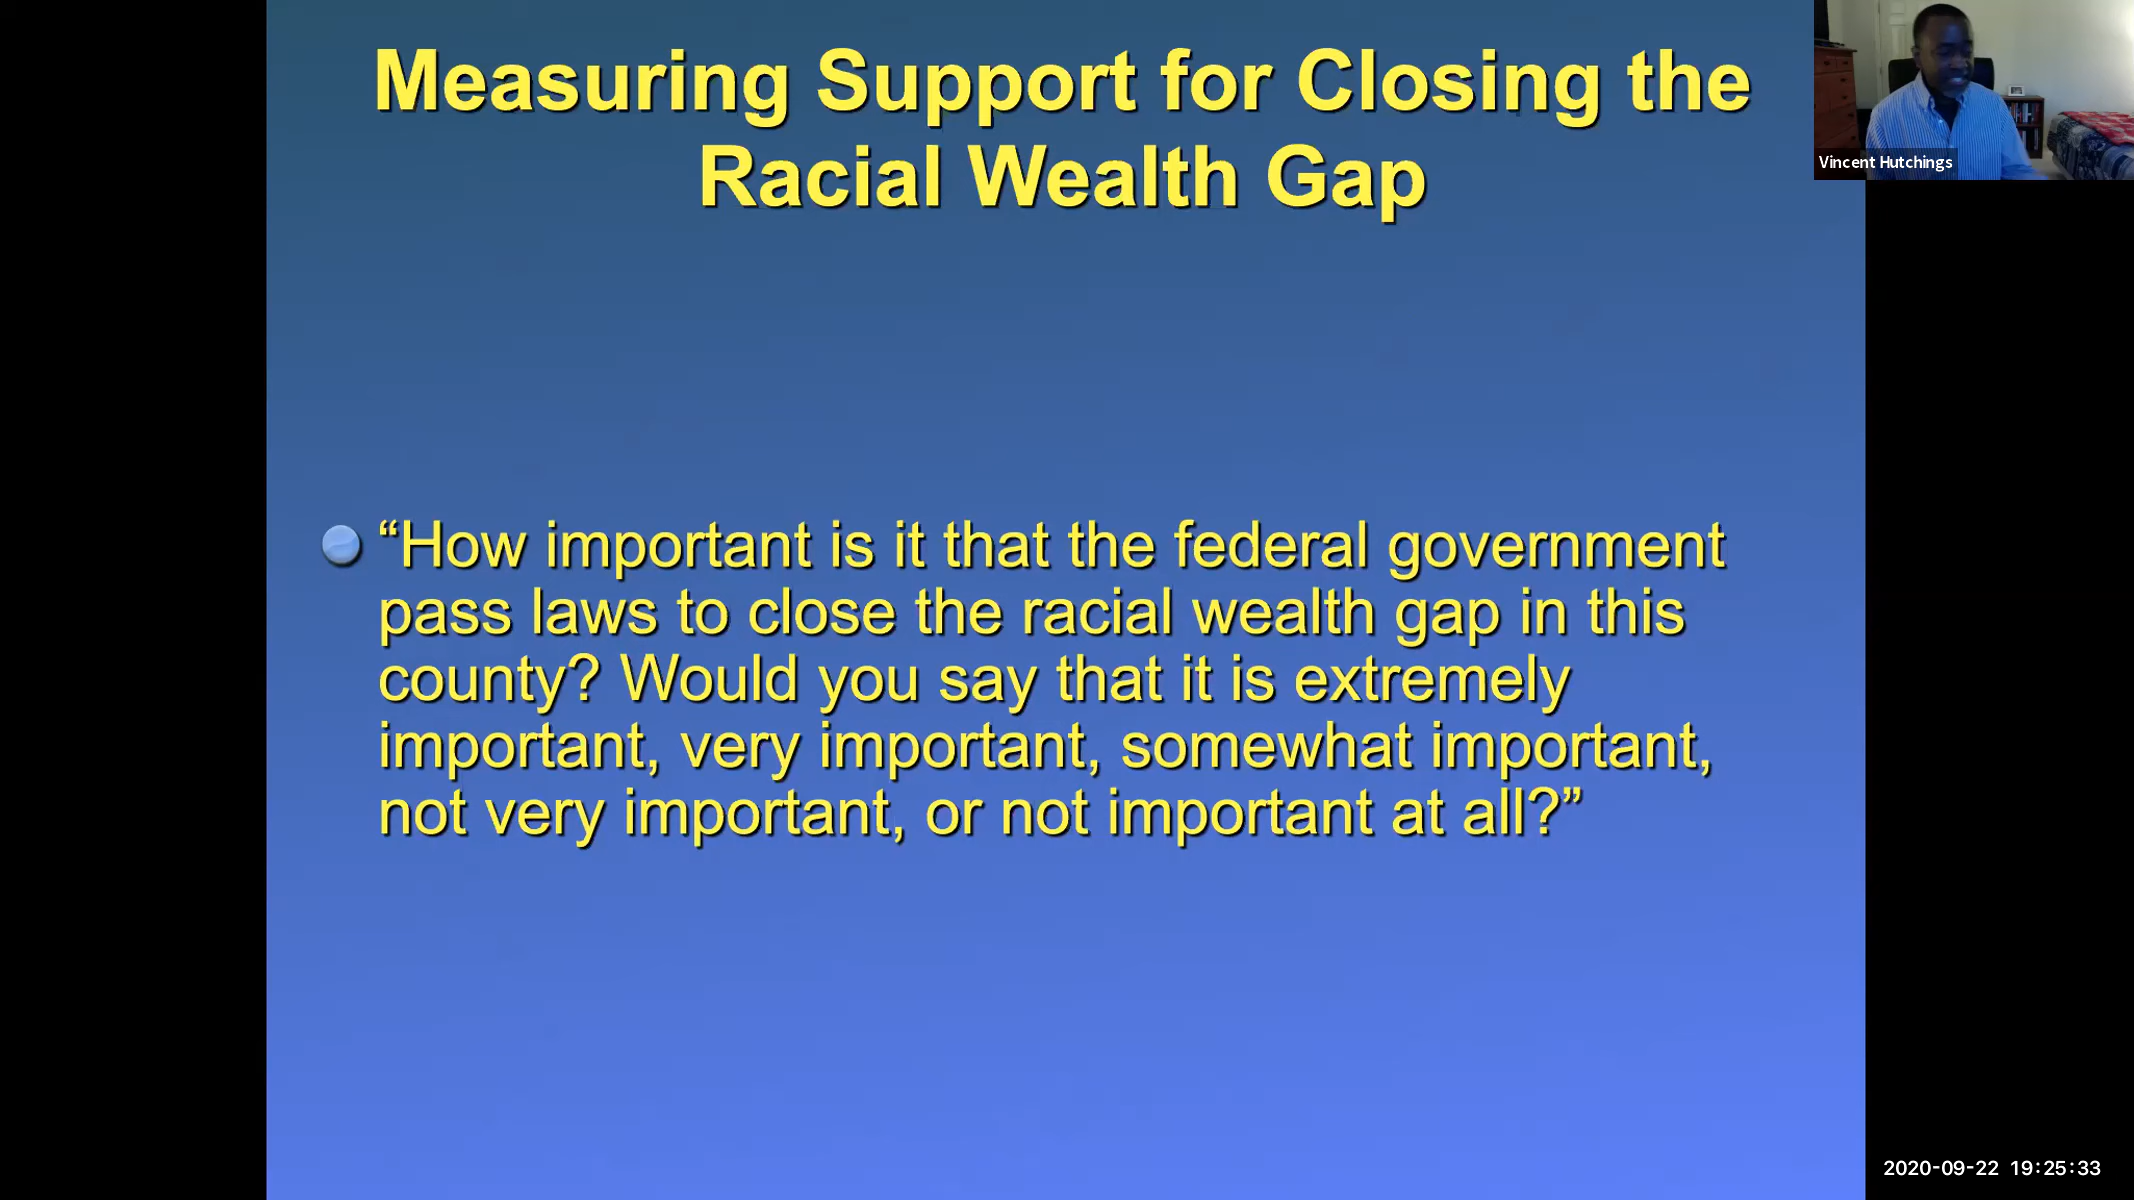 Measuring Support for Closing the
Racial Wealth Gap
Vincent Hutchings
“How important is it that the federal government
pass laws to close the racial wealth gap in this
county? Would you say that it is extremely
important, very important, somewhat important,
not very important, or not important at all?”
2020-09-22 19:25:33